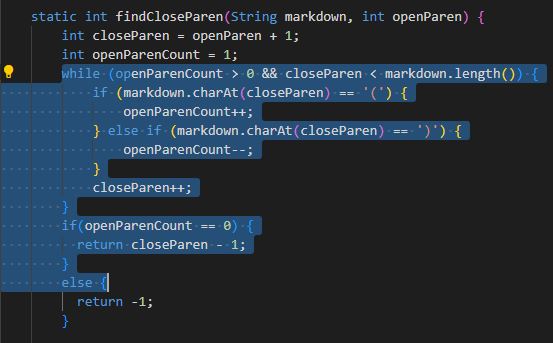 static int findCloseParen(String markdown, int openParen) {
int closeParen = openParen + 1;
int openParenCount = 1;
while (openParenCount > 0 && closeParen < markdown.length()) {
if (markdown.charAt(closeParen) == '(') {
openParenCount++;
} else if (markdown.charAt(closeParen) == ')') {
openParenCount--;
}
closeParen++;
}
if(openParenCount == 0) {
return closeParen - 1;
}
else {
return -1;
}